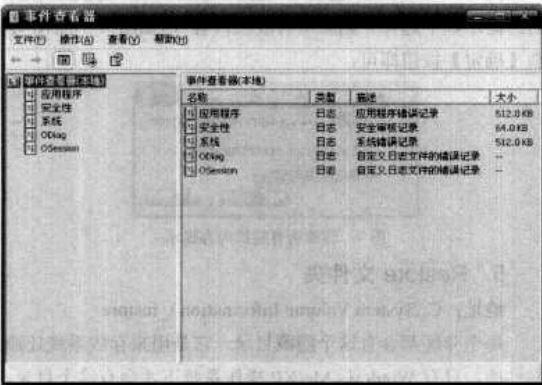 事件查看器
文件(F) 操作(A) 查看(V) 帮助(H)
事件查看器(本地)
应用程序
安全性
系统
ODiag
OSession
事件查看器(本地)
名称 类型 描述 大小
应用程序 日志 应用程序错误记录 512.0 KB
安全性 日志 安全审核记录 64.0 KB
系统 日志 系统错误记录 512.0 KB
ODiag 日志 自定义日志文件的错误记录 --
OSession 日志 自定义日志文件的错误记录 --